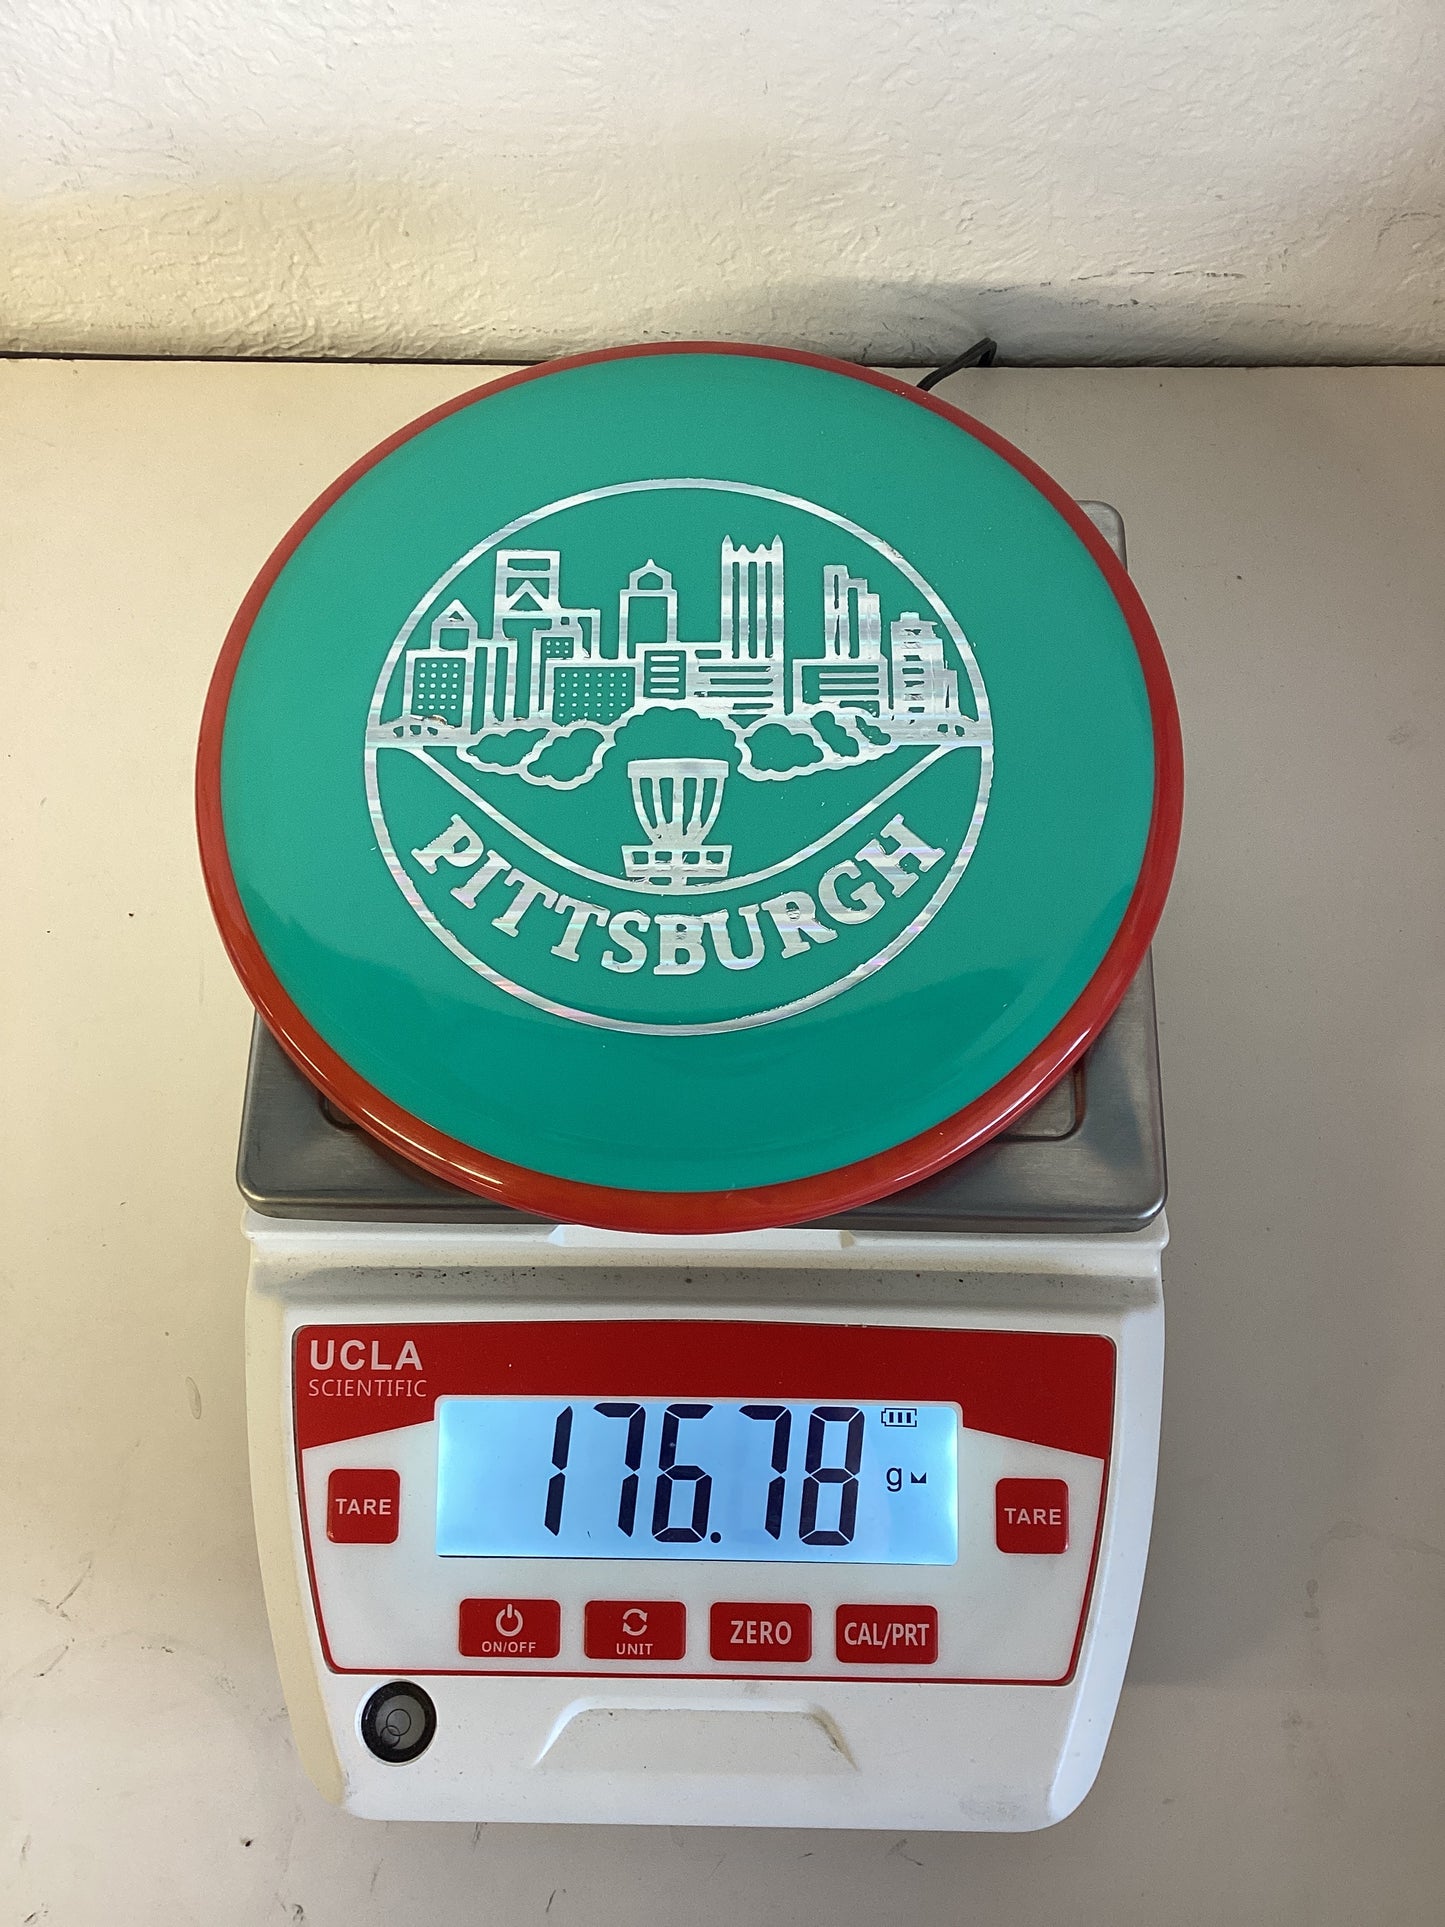 PITTSBURGH
UCLA
SCIENTIFIC
176.78 g
TARE
TARE
ON/OFF
UNIT
ZERO
CAL/PRT